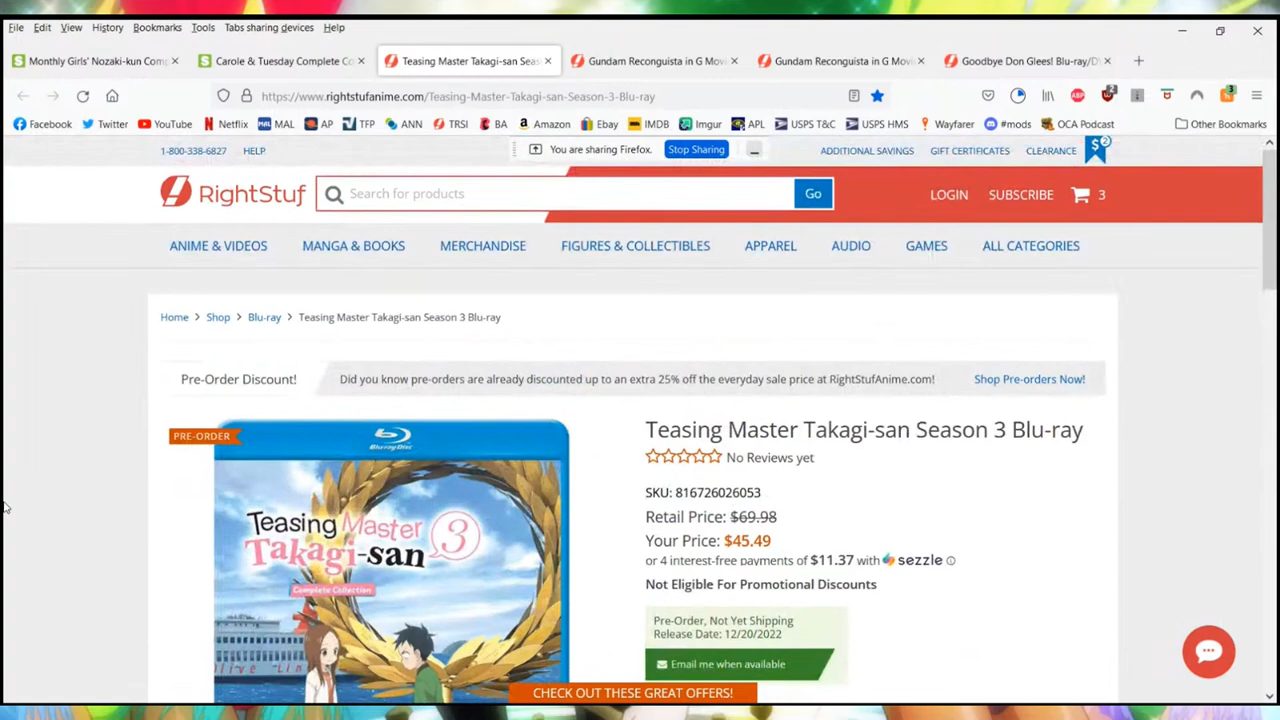 File Edit View History Bookmarks Tools Tabs sharing devices Help
Monthly Girls' Nozaki-kun Com
Carole & Tuesday Complete Co
Teasing Master Takagi-san Sea
Gundam Reconguista in G Mov
Gundam Reconguista in G Movi
Goodbye Don Glees! Blu-ray/D
https://www.rightstufanime.com/Teasing-Master-Takagi-san-Season-3-Blu-ray
Facebook Twitter YouTube Netflix MAL AP TFP ANN TRSI BA Amazon Ebay IMDB Imgur APL USPS T&C USPS HMS Wayfarer #mods OCA Podcast Other Bookmarks
1-800-338-6827 HELP
You are sharing Firefox. Stop Sharing
ADDITIONAL SAVINGS GIFT CERTIFICATES CLEARANCE $2
RightStuf Search for products Go LOGIN SUBSCRIBE 3
ANIME & VIDEOS MANGA & BOOKS MERCHANDISE FIGURES & COLLECTIBLES APPAREL AUDIO GAMES ALL CATEGORIES
Home > Shop > Blu-ray > Teasing Master Takagi-san Season 3 Blu-ray
Pre-Order Discount! Did you know pre-orders are already discounted up to an extra 25% off the everyday sale price at RightStufAnime.com! Shop Pre-orders Now!
PRE-ORDER
Blu-ray Disc
Teasing Master
Takagi-san 3
Complete Collection
Teasing Master Takagi-san Season 3 Blu-ray
No Reviews yet
SKU: 816726026053
Retail Price: $69.98
Your Price: $45.49
or 4 interest-free payments of $11.37 with sezzle
Not Eligible For Promotional Discounts
Pre-Order, Not Yet Shipping
Release Date: 12/20/2022
Email me when available
CHECK OUT THESE GREAT OFFERS!